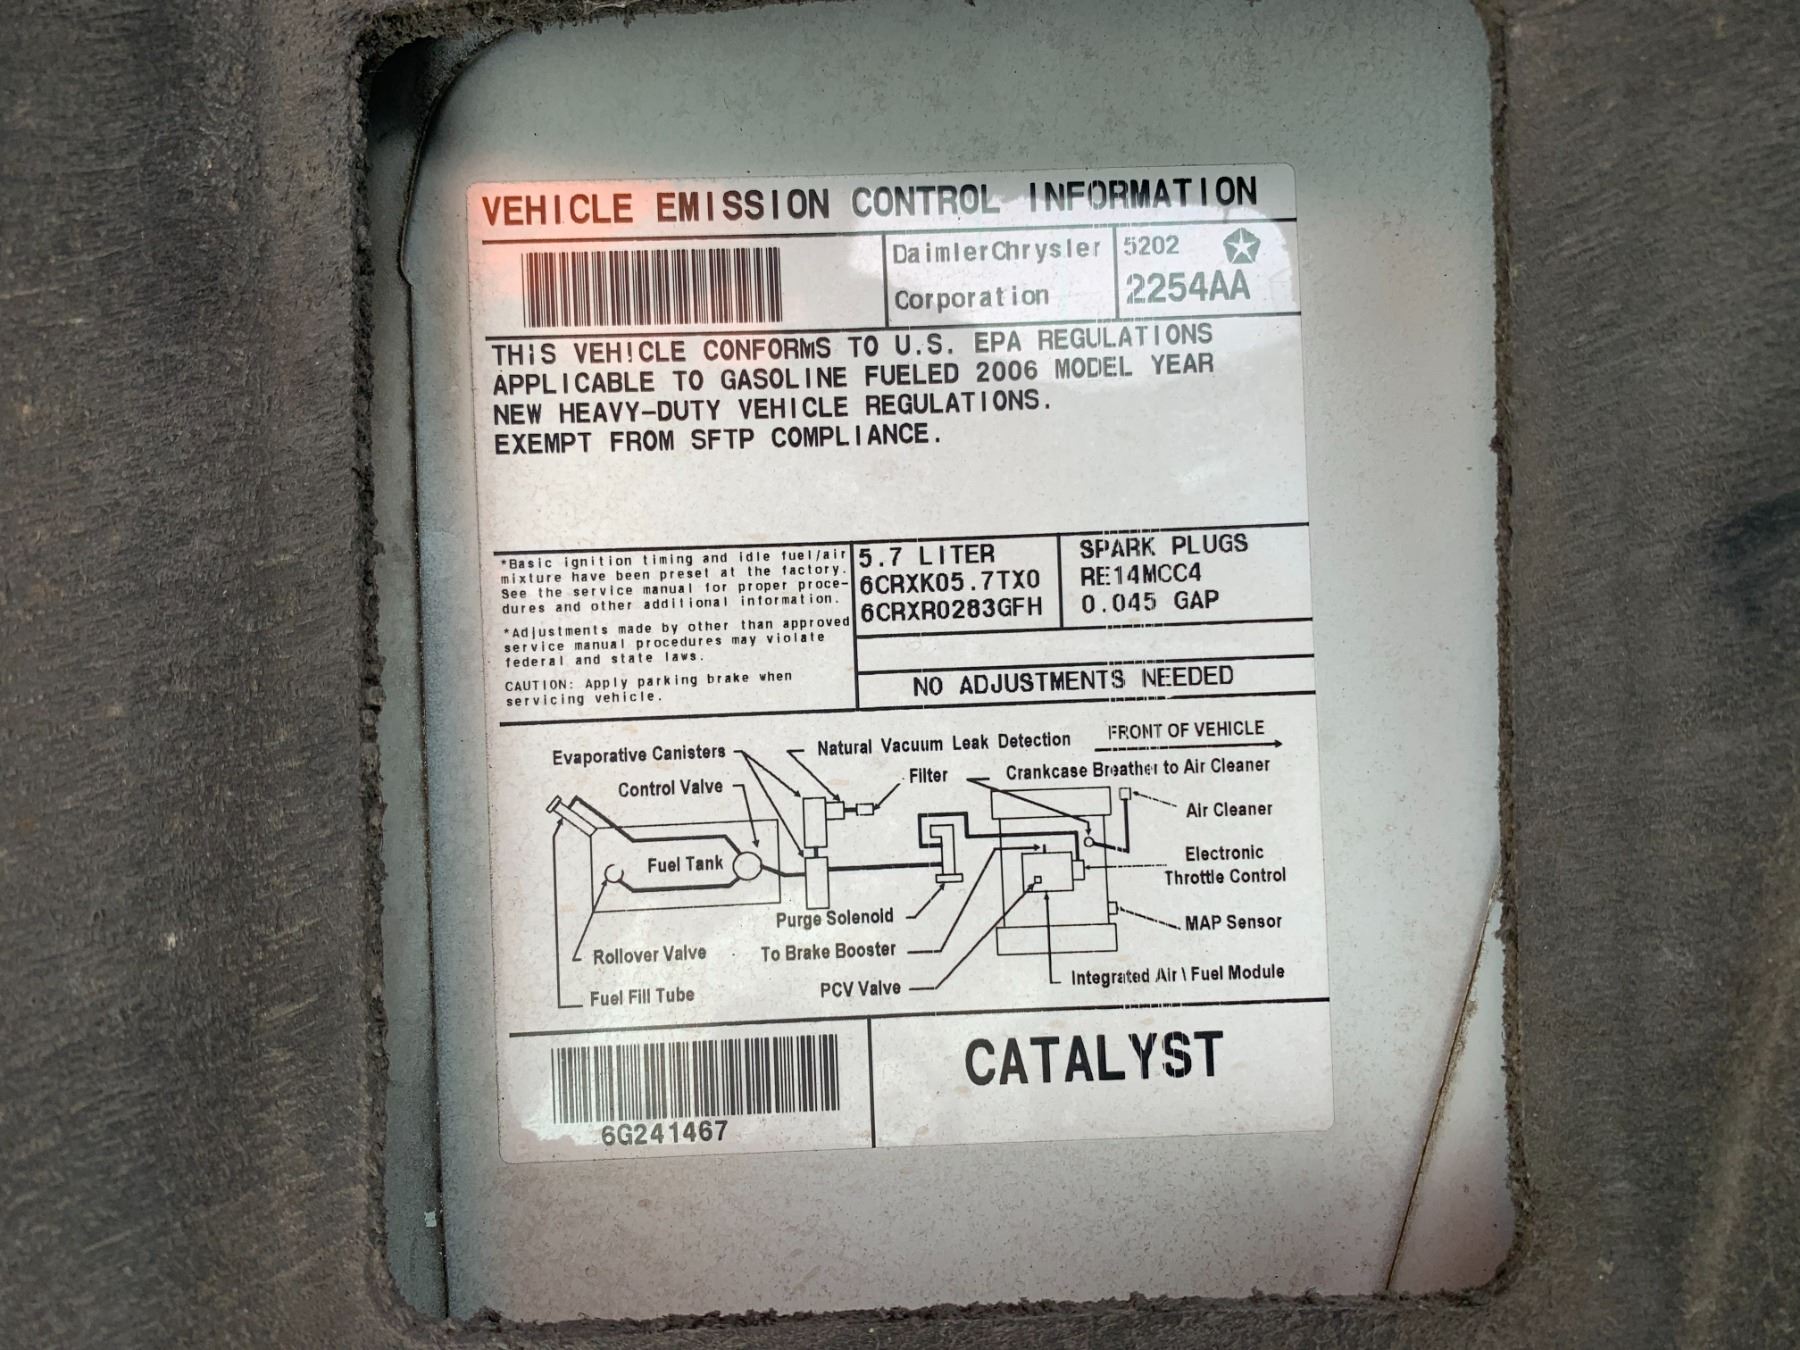 VEHICLE EMISSION CONTROL INFORMATION
DaimlerChrysler
Corporation
5202
2254AA
THIS VEHICLE CONFORMS TO U.S. EPA REGULATIONS
APPLICABLE TO GASOLINE FUELED 2006 MODEL YEAR
NEW HEAVY-DUTY VEHICLE REGULATIONS.
EXEMPT FROM SFTP COMPLIANCE.
*Basic ignition timing and idle fuel/air
mixture have been preset at the factory.
See the service manual for proper proce-
dures and other additional information.
*Adjustments made by other than approved
service manual procedures may violate
federal and state laws.
CAUTION: Apply parking brake when
servicing vehicle.
5.7 LITER
6CRXK05.7TX0
6CRXR0283GFH
SPARK PLUGS
RE14MCC4
0.045 GAP
NO ADJUSTMENTS NEEDED
FRONT OF VEHICLE
Evaporative Canisters
Natural Vacuum Leak Detection
Control Valve
Filter
Crankcase Breather to Air Cleaner
Air Cleaner
Fuel Tank
Electronic
Throttle Control
Purge Solenoid
MAP Sensor
Rollover Valve
To Brake Booster
Fuel Fill Tube
PCV Valve
Integrated Air \ Fuel Module
6G241467
CATALYST